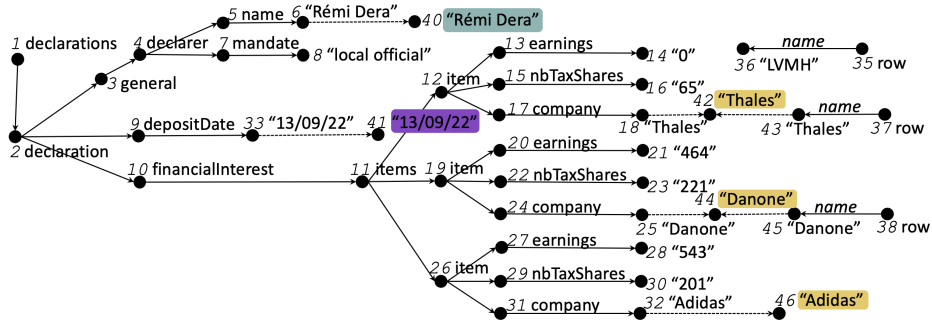 5 name
6 “Rémi Dera”
40 “Rémi Dera”
1 declarations
4 declarer
7 mandate
8 “local official”
3 general
13 earnings
14 “0”
name
36 “LVMH”
35 row
12 item
15 nbTaxShares
16 “65”
17 company
18 “Thales”
42 “Thales”
name
43 “Thales”
37 row
9 depositDate
33 “13/09/22”
41 “13/09/22”
2 declaration
20 earnings
21 “464”
10 financialInterest
11 items
19 item
22 nbTaxShares
23 “221”
24 company
25 “Danone”
44 “Danone”
name
45 “Danone”
38 row
27 earnings
28 “543”
26 item
29 nbTaxShares
30 “201”
31 company
32 “Adidas”
46 “Adidas”